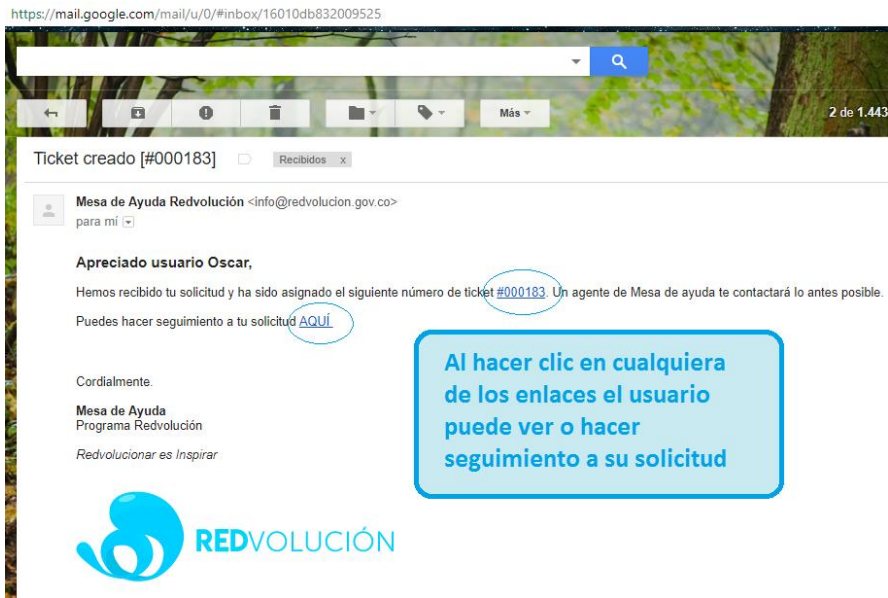 https://mail.google.com/mail/u/0/#inbox/16010db832009525
Más
2 de 1.443
Ticket creado [#000183]
Recibidos x
Mesa de Ayuda Redvolución <info@redvolucion.gov.co>
para mí
Apreciado usuario Oscar,
Hemos recibido tu solicitud y ha sido asignado el siguiente número de ticket #000183. Un agente de Mesa de ayuda te contactará lo antes posible.
Puedes hacer seguimiento a tu solicitud AQUÍ
Al hacer clic en cualquiera
de los enlaces el usuario
puede ver o hacer
seguimiento a su solicitud
Cordialmente.
Mesa de Ayuda
Programa Redvolución
Redvolucionar es Inspirar
REDVOLUCIÓN